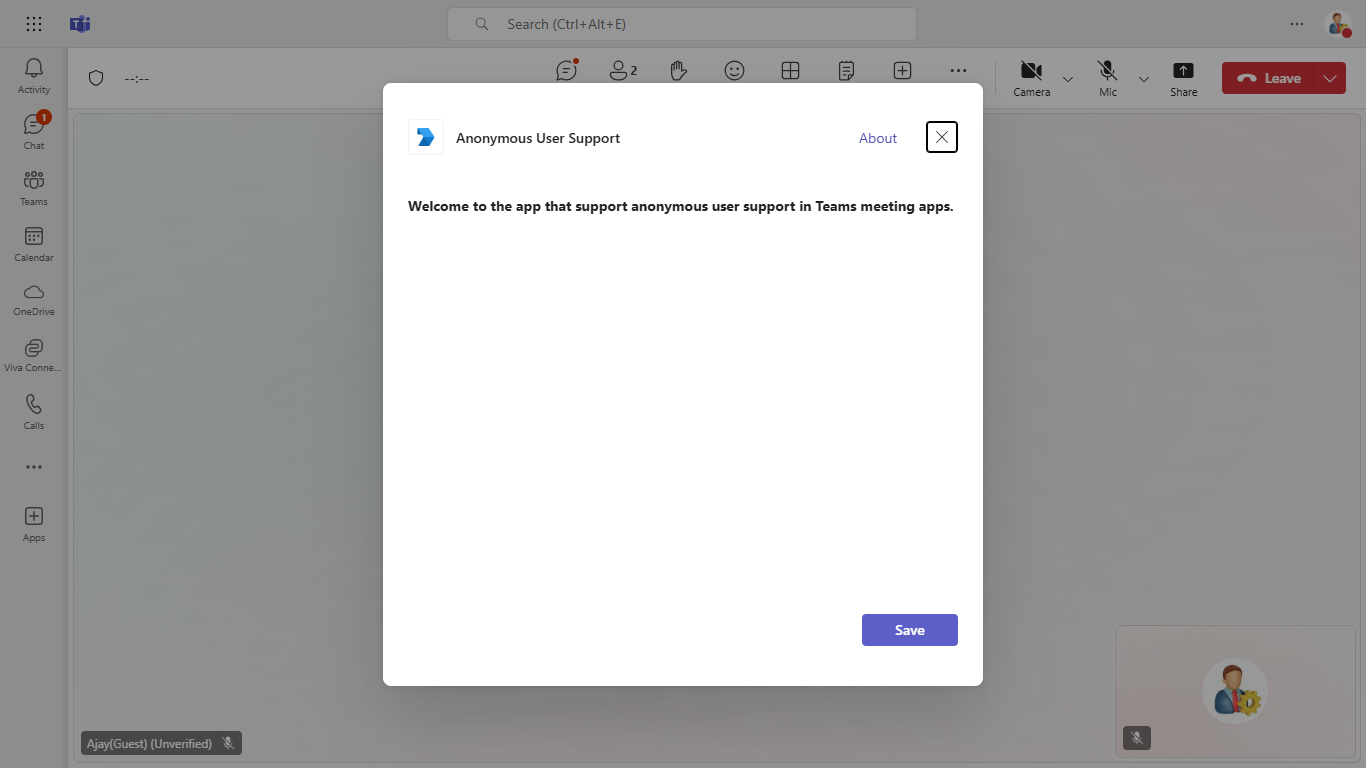 Search (Ctrl+Alt+E)
Activity
1
Chat
Teams
Calendar
OneDrive
Viva Conne...
Calls
Apps
--:--
2
Camera
Mic
Share
Leave
Anonymous User Support
About
Welcome to the app that support anonymous user support in Teams meeting apps.
Save
Ajay(Guest) (Unverified)